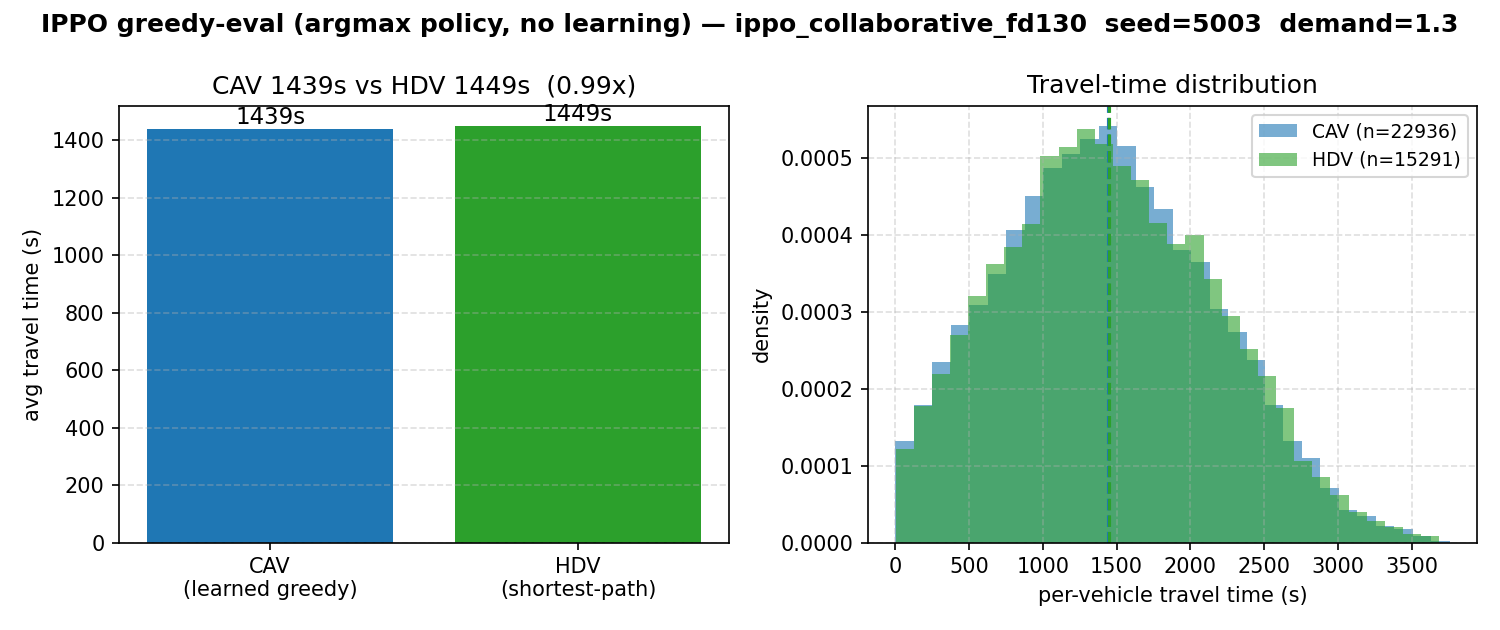 IPPO greedy-eval (argmax policy, no learning) — ippo_collaborative_fd130  seed=5003  demand=1.3
CAV 1439s vs HDV 1449s  (0.99x)
1439s
1449s
avg travel time (s)
1400
1200
1000
800
600
400
200
0
CAV
(learned greedy)
HDV
(shortest-path)
Travel-time distribution
CAV (n=22936)
HDV (n=15291)
density
0.0005
0.0004
0.0003
0.0002
0.0001
0.0000
0 500 1000 1500 2000 2500 3000 3500
per-vehicle travel time (s)